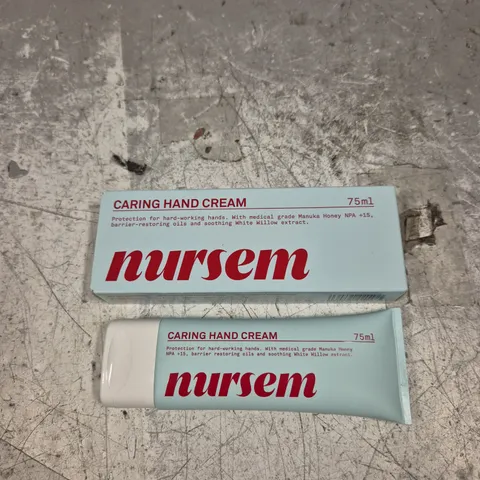 CARING HAND CREAM 75ml
Protection for hard-working hands. With medical grade Manuka Honey NPA +15,
barrier-restoring oils and soothing White Willow extract.
nursem
CARING HAND CREAM 75ml
Protection for hard-working hands. With medical grade Manuka Honey
NPA +15, barrier restoring oils and soothing White Willow extract.
nursem